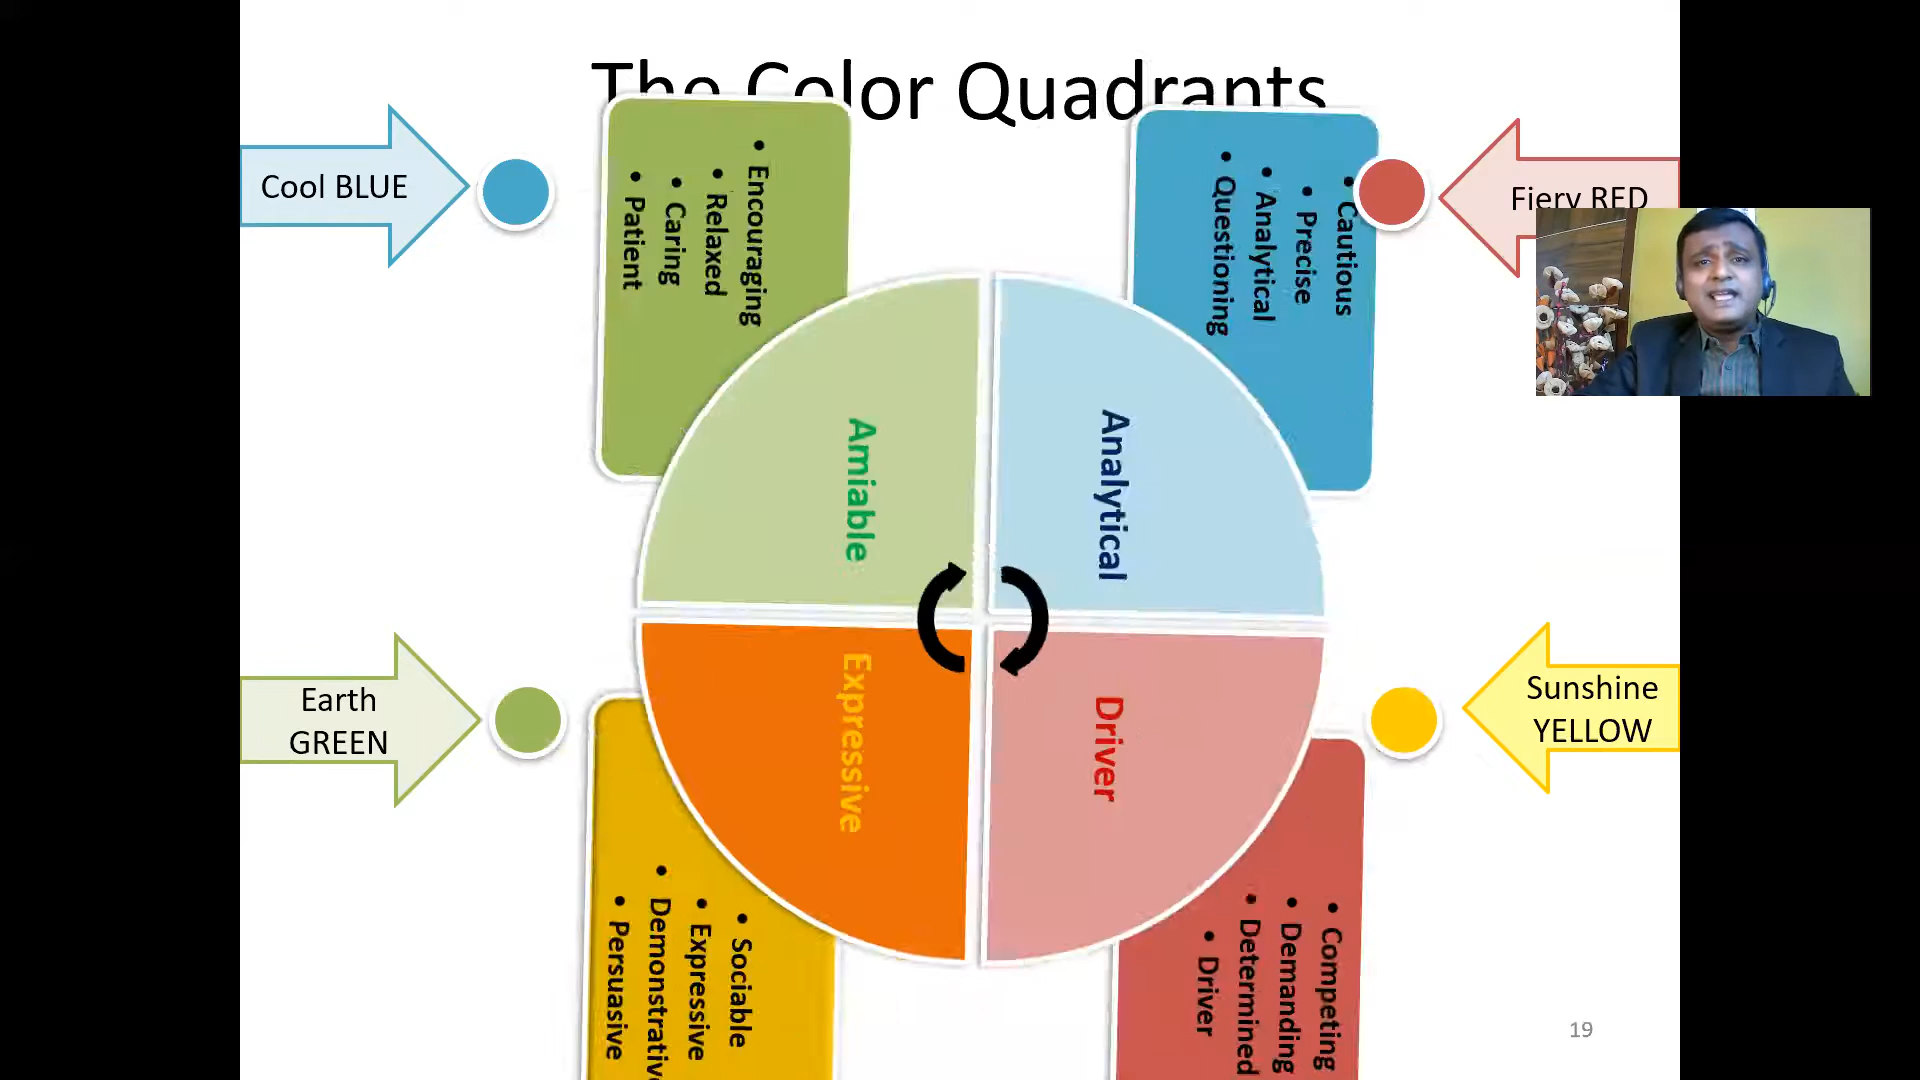 The Color Quadrants
Cool BLUE
Fiery RED
• Encouraging
• Relaxed
• Caring
• Patient
• Cautious
• Precise
• Analytical
• Questioning
Amiable
Analytical
Expressive
Driver
Earth
GREEN
Sunshine
YELLOW
• Sociable
• Expressive
• Demonstrativ
• Persuasive
• Competing
• Demanding
• Determined
• Driver
19